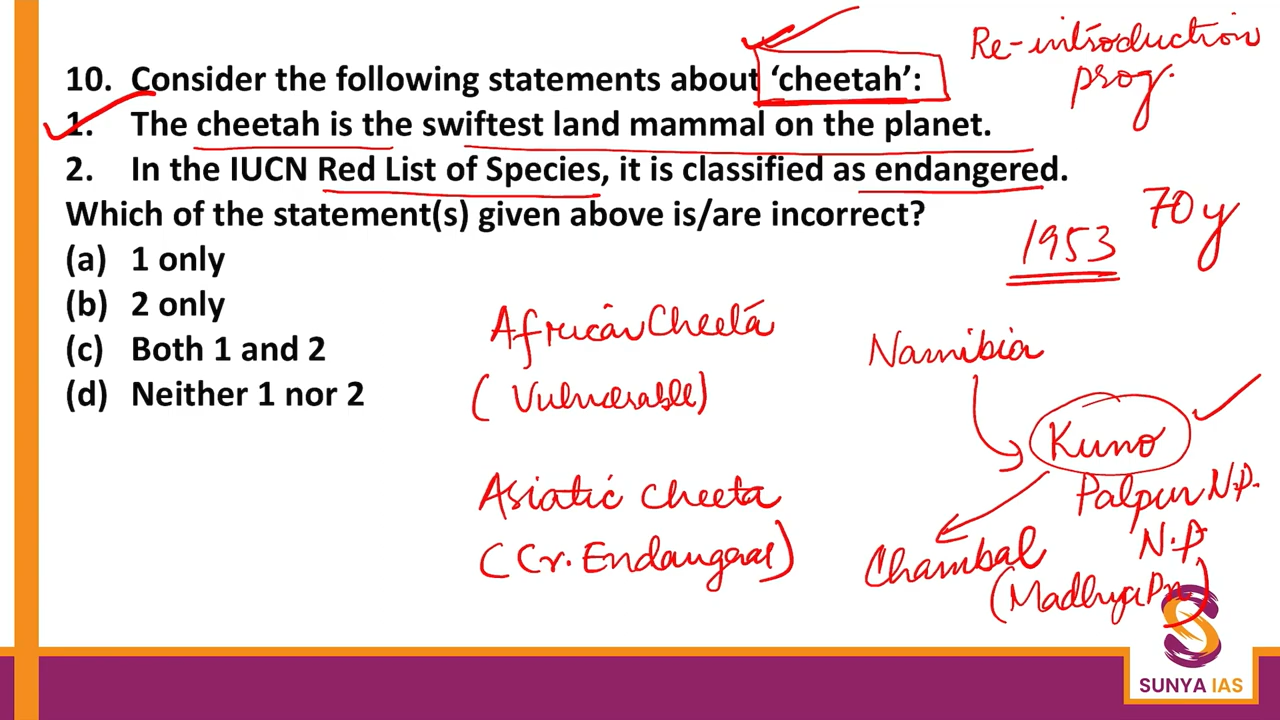 10. Consider the following statements about ‘cheetah’:
1. The cheetah is the swiftest land mammal on the planet.
2. In the IUCN Red List of Species, it is classified as endangered.
Which of the statement(s) given above is/are incorrect?
(a) 1 only
(b) 2 only
(c) Both 1 and 2
(d) Neither 1 nor 2
Re-introduction
prog.
1953
70y
African Cheeta
(Vulnerable)
Asiatic Cheeta
(Cr.
Namibia
Kuno
Palpur N.P.
N.P
Chambal
(Madhya Pr)
SUNYA IAS